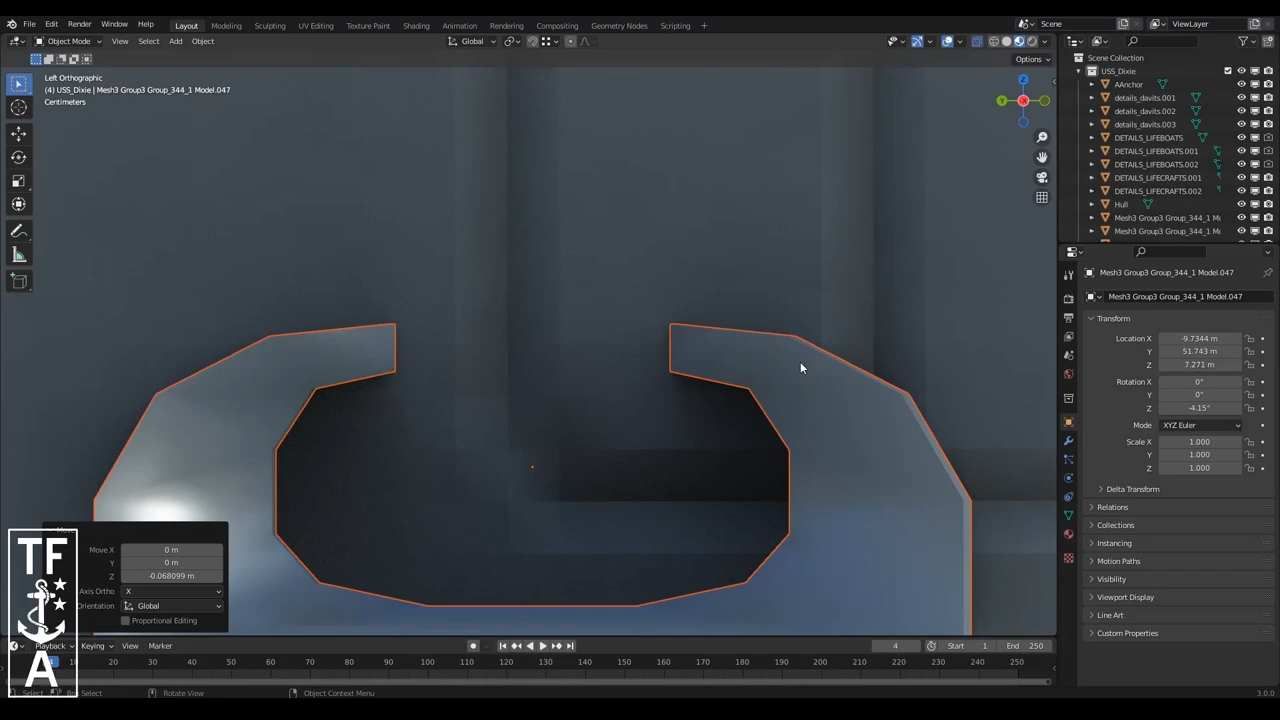 File Edit Render Window Help Layout Modeling Sculpting UV Editing Texture Paint Shading Animation Rendering Compositing Geometry Nodes Scripting + Scene ViewLayer
Object Mode View Select Add Object Global
Options
Left Orthographic
(4) USS_Dixie | Mesh3 Group3 Group_344_1 Model.047
Centimeters
Z
Y
X
Scene Collection
USS_Dixie
AAnchor
details_davits.001
details_davits.002
details_davits.003
DETAILS_LIFEBOATS
DETAILS_LIFEBOATS.001
DETAILS_LIFEBOATS.002
DETAILS_LIFECRAFTS.001
DETAILS_LIFECRAFTS.002
Hull
Mesh3 Group3 Group_344_1 Mo
Mesh3 Group3 Group_344_1 Mo
Mesh3 Group3 Group_344_1 Model.047
Mesh3 Group3 Group_344_1 Model.047
Transform
Location X -9.7344 m
Y 51.743 m
Z 7.271 m
Rotation X 0°
Y 0°
Z -4.15°
Mode XYZ Euler
Scale X 1.000
Y 1.000
Z 1.000
Delta Transform
Relations
Collections
Instancing
Motion Paths
Visibility
Viewport Display
Line Art
Custom Properties
Move X 0 m
Y 0 m
Z -0.068099 m
Axis Ortho X
Orientation Global
Proportional Editing
TF
A
Playback Keying View Marker 4 Start 1 End 250
10 20 30 40 50 60 70 80 90 100 110 120 130 140 150 160 170 180 190 200 210 220 230 240 250
Select Box Select Rotate View Object Context Menu 3.0.0